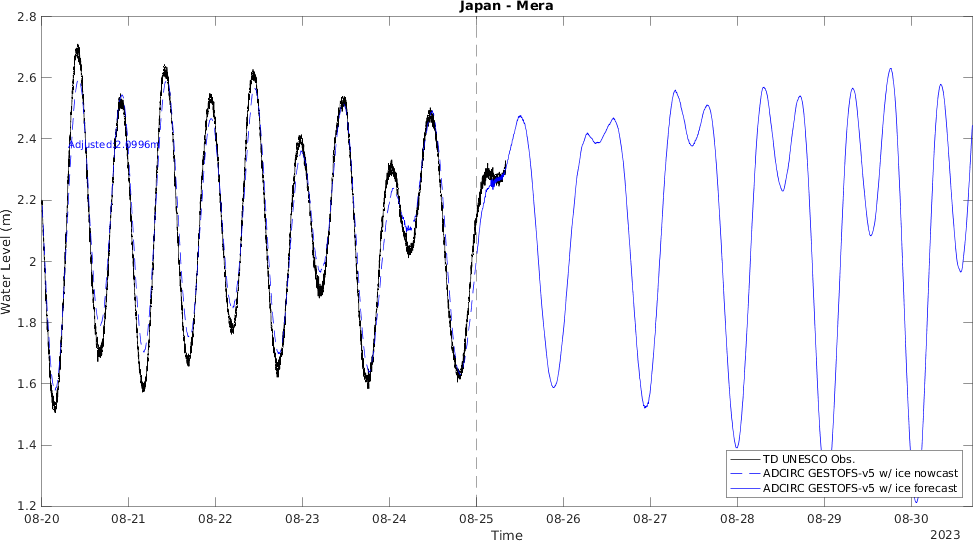 Japan - Mera
2.8
2.6
2.4
2.2
2
1.8
1.6
1.4
1.2
Water Level (m)
Adjusted:2.0996m
TD UNESCO Obs.
ADCIRC GESTOFS-v5 w/ ice nowcast
ADCIRC GESTOFS-v5 w/ ice forecast
08-20 08-21 08-22 08-23 08-24 08-25 08-26 08-27 08-28 08-29 08-30
Time
2023